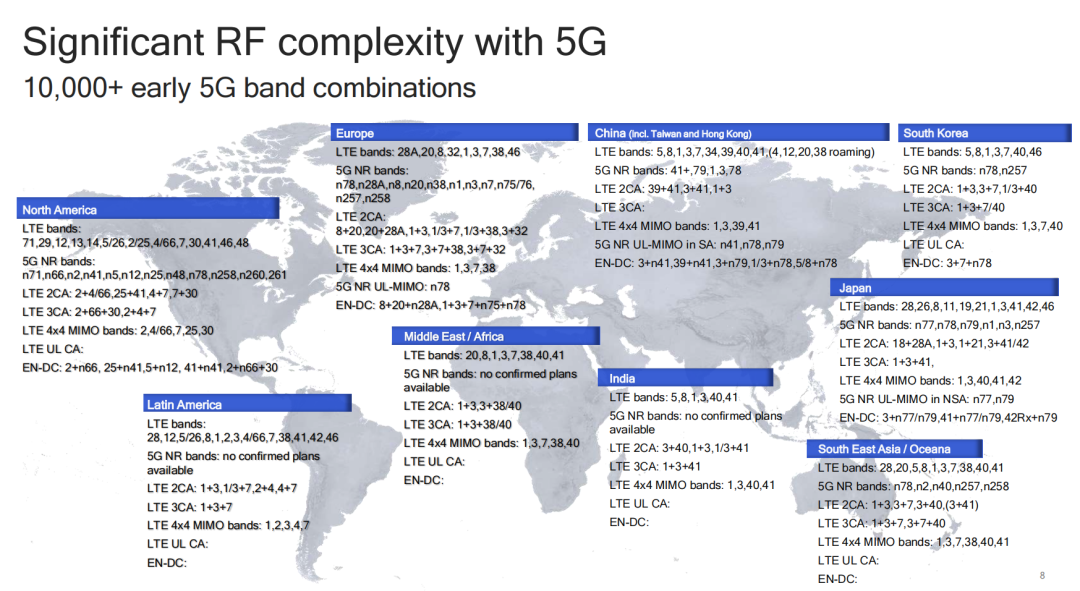 Significant RF complexity with 5G
10,000+ early 5G band combinations
Europe
LTE bands: 28A,20,8,32,1,3,7,38,46
5G NR bands:
n78,n28A,n8,n20,n38,n1,n3,n7,n75/76,
n257,n258
LTE 2CA:
8+20,20+28A,1+3,1/3+7,1/3+38,3+32
LTE 3CA: 1+3+7,3+7+38,3+7+32
LTE 4x4 MIMO bands: 1,3,7,38
5G NR UL-MIMO: n78
EN-DC: 8+20+n28A,1+3+7+n75+n78
China (incl. Taiwan and Hong Kong)
LTE bands: 5,8,1,3,7,34,39,40,41,(4,12,20,38 roaming)
5G NR bands: 41+,79,1,3,78
LTE 2CA: 39+41,3+41,1+3
LTE 3CA:
LTE 4x4 MIMO bands: 1,3,39,41
5G NR UL-MIMO in SA: n41,n78,n79
EN-DC: 3+n41,39+n41,3+n79,1/3+n78,5/8+n78
South Korea
LTE bands: 5,8,1,3,7,40,46
5G NR bands: n78,n257
LTE 2CA: 1+3,3+7,1/3+40
LTE 3CA: 1+3+7/40
LTE 4x4 MIMO bands: 1,3,7,40
LTE UL CA:
EN-DC: 3+7+n78
North America
LTE bands:
71,29,12,13,14,5/26,2/25,4/66,7,30,41,46,48
5G NR bands:
n71,n66,n2,n41,n5,n12,n25,n48,n78,n258,n260,261
LTE 2CA: 2+4/66,25+41,4+7,7+30
LTE 3CA: 2+66+30,2+4+7
LTE 4x4 MIMO bands: 2,4/66,7,25,30
LTE UL CA:
EN-DC: 2+n66, 25+n41,5+n12, 41+n41,2+n66+30
Japan
LTE bands: 28,26,8,11,19,21,1,3,41,42,46
5G NR bands: n77,n78,n79,n1,n3,n257
LTE 2CA: 18+28A,1+3,1+21,3+41/42
LTE 3CA: 1+3+41,
LTE 4x4 MIMO bands: 1,3,40,41,42
5G NR UL-MIMO in NSA: n77,n79
EN-DC: 3+n77/n79,41+n77/n79,42Rx+n79
Middle East / Africa
LTE bands: 20,8,1,3,7,38,40,41
5G NR bands: no confirmed plans
available
LTE 2CA: 1+3,3+38/40
LTE 3CA: 1+3+38/40
LTE 4x4 MIMO bands: 1,3,7,38,40
LTE UL CA:
EN-DC:
India
LTE bands: 5,8,1,3,40,41
5G NR bands: no confirmed plans
available
LTE 2CA: 3+40,1+3,1/3+41
LTE 3CA: 1+3+41
LTE 4x4 MIMO bands: 1,3,40,41
LTE UL CA:
EN-DC:
Latin America
LTE bands:
28,12,5/26,8,1,2,3,4/66,7,38,41,42,46
5G NR bands: no confirmed plans
available
LTE 2CA: 1+3,1/3+7,2+4,4+7
LTE 3CA: 1+3+7
LTE 4x4 MIMO bands: 1,2,3,4,7
LTE UL CA:
EN-DC:
South East Asia / Oceana
LTE bands: 28,20,5,8,1,3,7,38,40,41
5G NR bands: n78,n2,n40,n257,n258
LTE 2CA: 1+3,3+7,3+40,(3+41)
LTE 3CA: 1+3+7,3+7+40
LTE 4x4 MIMO bands: 1,3,7,38,40,41
LTE UL CA:
EN-DC:
8